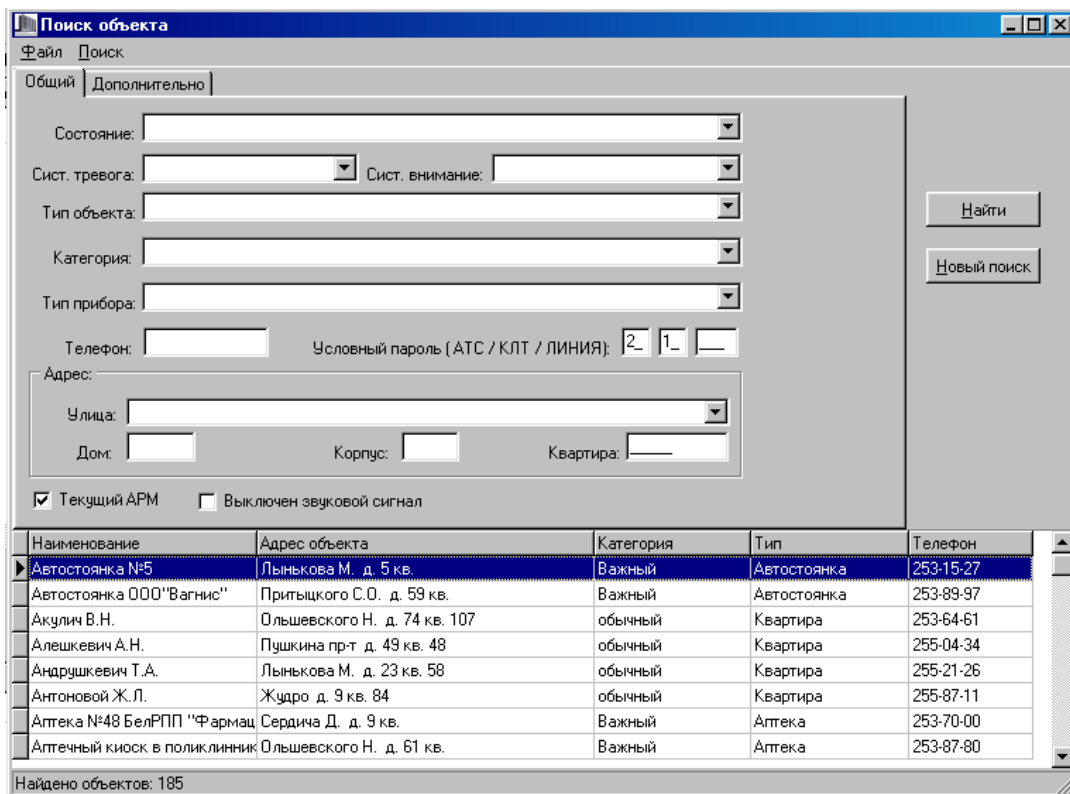 Поиск объекта
Файл Поиск
Общий Дополнительно
Состояние:
Сист. тревога: Сист. внимание:
Тип объекта:
Найти
Категория:
Новый поиск
Тип прибора:
Телефон: Условный пароль ( АТС / КЛТ / ЛИНИЯ): 2_ 1_ ___
Адрес:
Улица:
Дом: Корпус: Квартира: ____
Текущий АРМ Выключен звуковой сигнал
Наименование Адрес объекта Категория Тип Телефон
Автостоянка №5 Лынькова М. д. 5 кв. Важный Автостоянка 253-15-27
Автостоянка ООО"Вагнис" Притыцкого С.О. д. 59 кв. Важный Автостоянка 253-89-97
Акулич В.Н. Ольшевского Н. д. 74 кв. 107 обычный Квартира 253-64-61
Алешкевич А.Н. Пушкина пр-т д. 49 кв. 48 обычный Квартира 255-04-34
Андрушкевич Т.А. Лынькова М. д. 23 кв. 58 обычный Квартира 255-21-26
Антоновой Ж.Л. Жудро д. 9 кв. 84 обычный Квартира 255-87-11
Аптека №48 БелРПП "Фармац Сердича Д. д. 9 кв. Важный Аптека 253-70-00
Аптечный киоск в поликлинник Ольшевского Н. д. 61 кв. Важный Аптека 253-87-80
Найдено объектов: 185